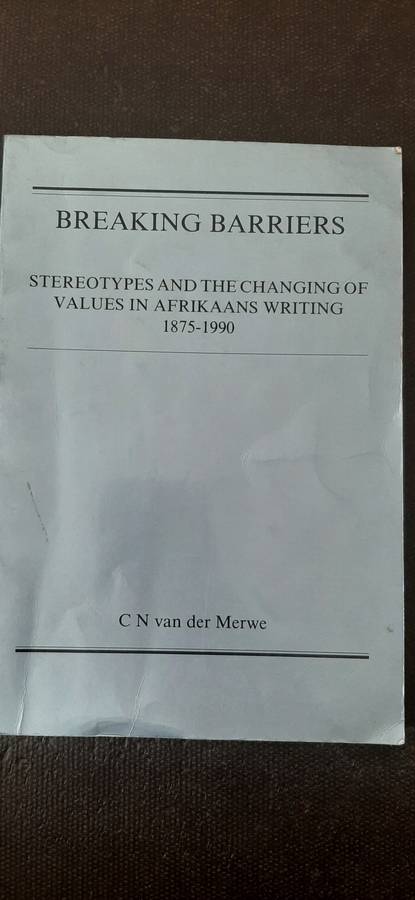 BREAKING BARRIERS
STEREOTYPES AND THE CHANGING OF
VALUES IN AFRIKAANS WRITING
1875-1990
C N van der Merwe